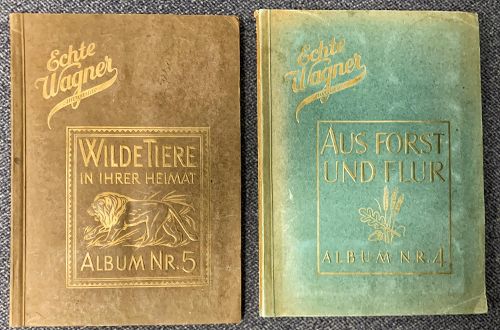 Echte
Wagner
WILDE TIERE
IN IHRER HEIMAT
ALBUM NR. 5
Echte
Wagner
AUS FORST
UND FLUR
ALBUM NR. 4